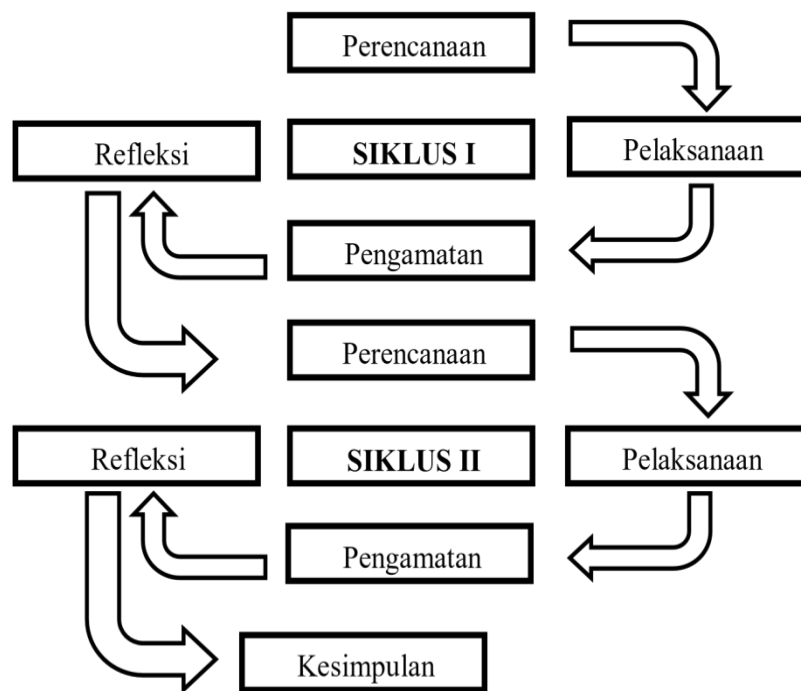 Perencanaan
Refleksi
SIKLUS I
Pelaksanaan
Pengamatan
Perencanaan
Refleksi
SIKLUS II
Pelaksanaan
Pengamatan
Kesimpulan